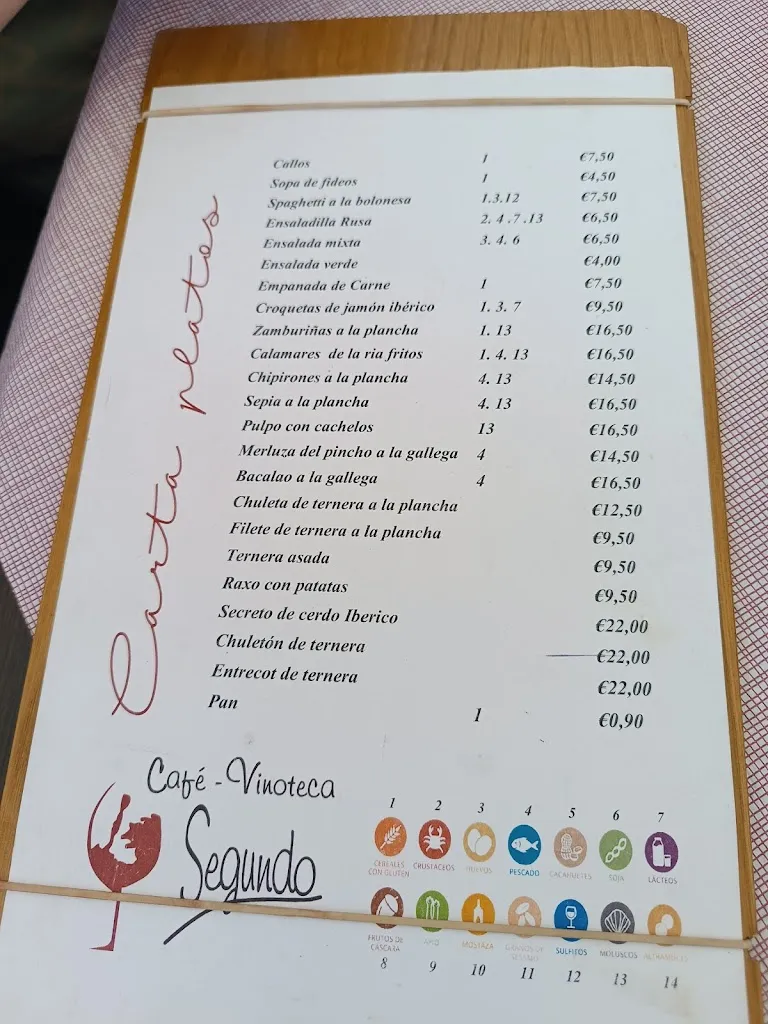 Carta platos
Callos 1 €7,50
Sopa de fideos 1 €4,50
Spaghetti a la bolonesa 1.3.12 €7,50
Ensaladilla Rusa 2. 4 .7 .13 €6,50
Ensalada mixta 3. 4. 6 €6,50
Ensalada verde €4,00
Empanada de Carne 1 €7,50
Croquetas de jamón ibérico 1. 3. 7 €9,50
Zamburiñas a la plancha 1. 13 €16,50
Calamares de la ria fritos 1. 4. 13 €16,50
Chipirones a la plancha 4. 13 €14,50
Sepia a la plancha 4. 13 €16,50
Pulpo con cachelos 13 €16,50
Merluza del pincho a la gallega 4 €14,50
Bacalao a la gallega 4 €16,50
Chuleta de ternera a la plancha €12,50
Filete de ternera a la plancha €9,50
Ternera asada €9,50
Raxo con patatas €9,50
Secreto de cerdo Iberico €22,00
Chuletón de ternera €22,00
Entrecot de ternera €22,00
Pan 1 €0,90
Café - Vinoteca
Segundo
1 2 3 4 5 6 7
CEREALES CON GLUTEN CRUSTÁCEOS HUEVOS PESCADO CACAHUETES SOJA LÁCTEOS
FRUTOS DE CÁSCARA APIO MOSTAZA GRANOS DE SÉSAMO SULFITOS MOLUSCOS ALTRAMUCES
8 9 10 11 12 13 14